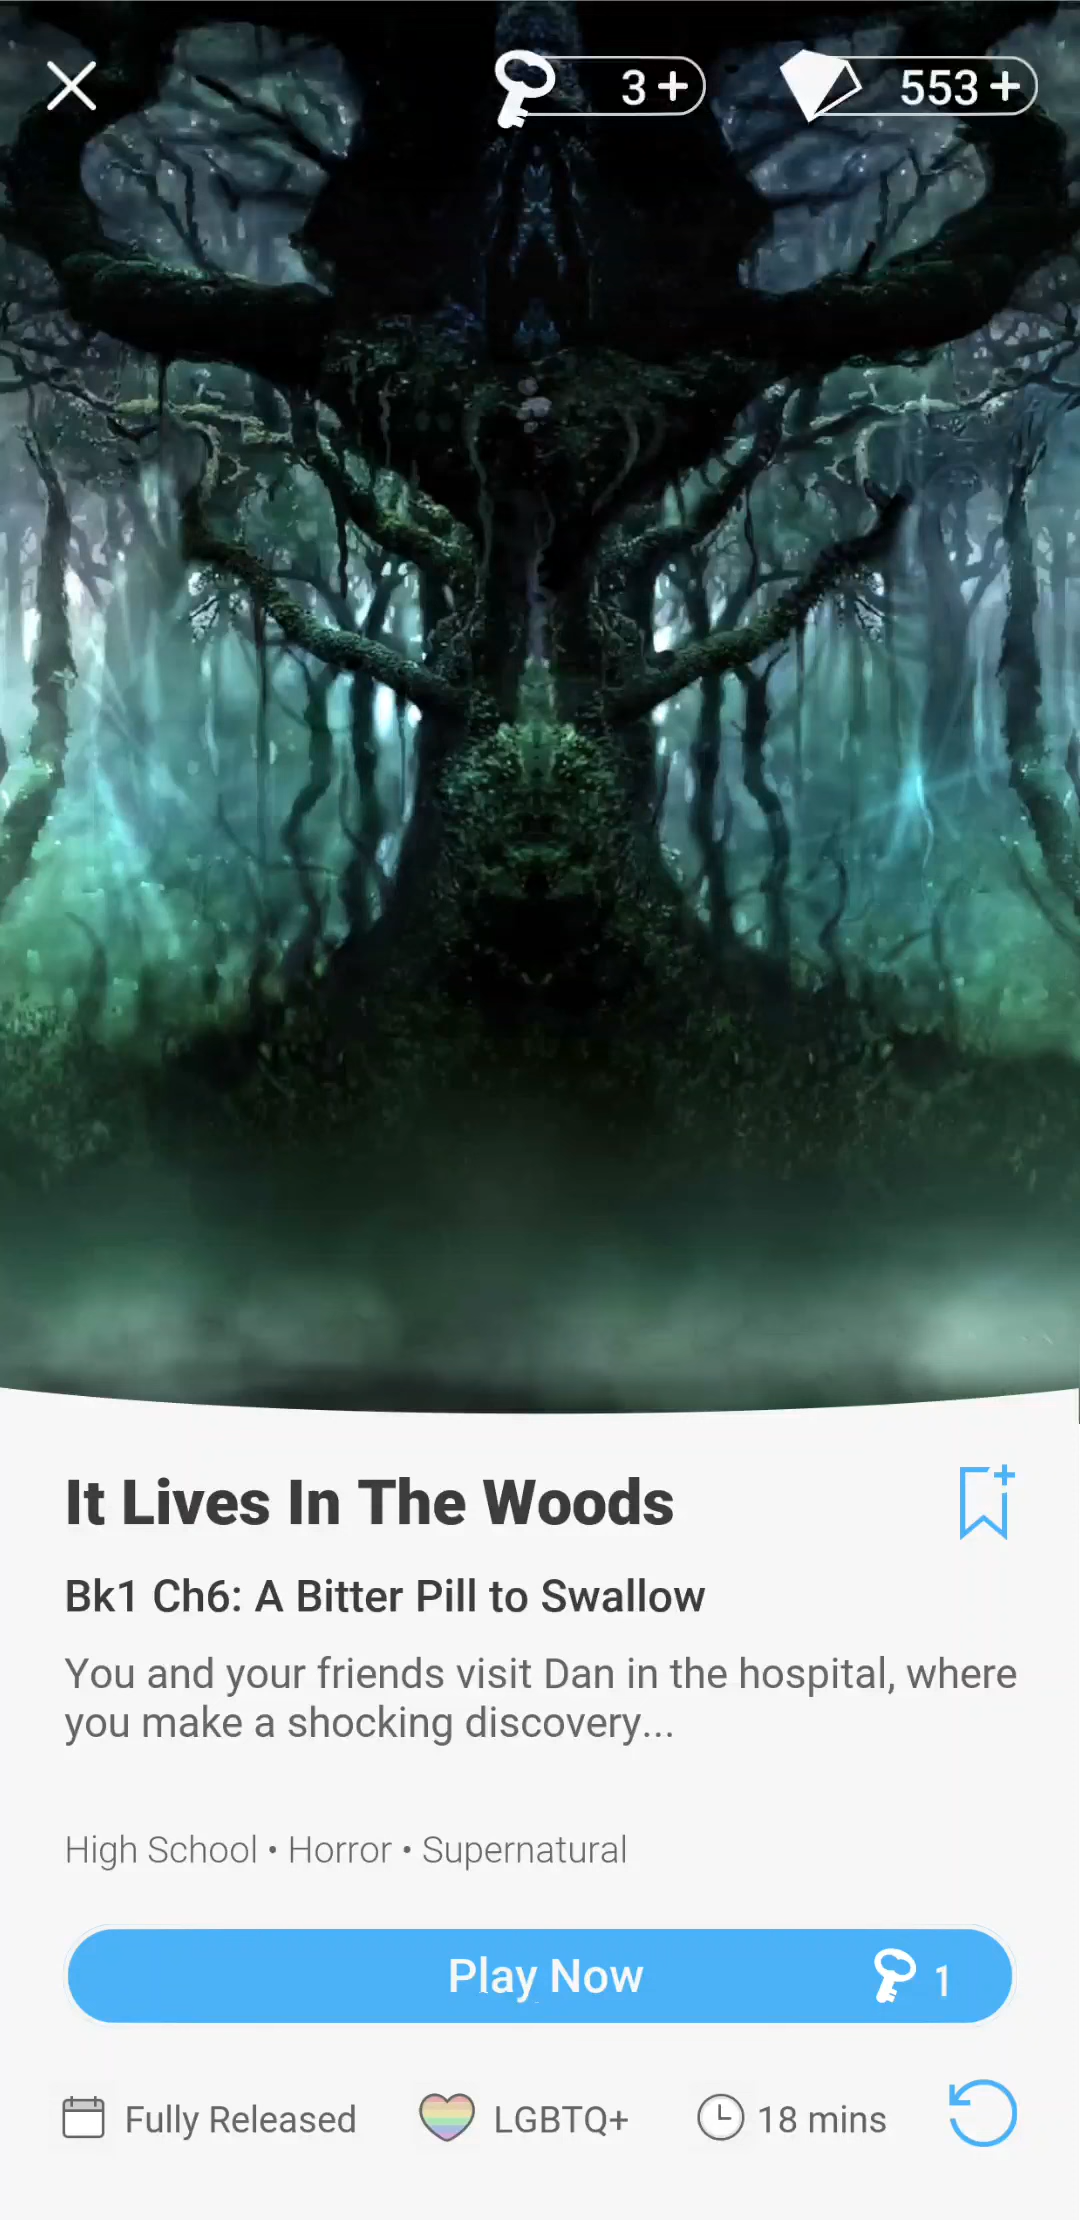 3 +
553 +
It Lives In The Woods
Bk1 Ch6: A Bitter Pill to Swallow
You and your friends visit Dan in the hospital, where
you make a shocking discovery...
High School • Horror • Supernatural
Play Now 1
Fully Released LGBTQ+ 18 mins